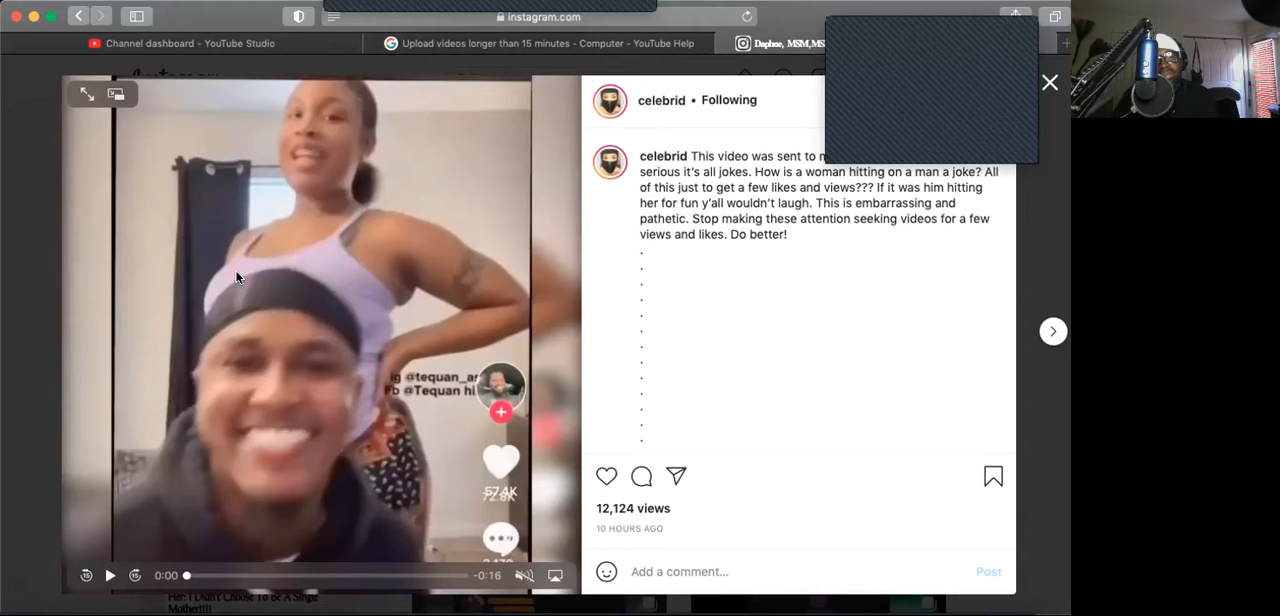 instagram.com
Channel dashboard - YouTube Studio
Upload videos longer than 15 minutes - Computer - YouTube Help
Daphne, MSM,MS
celebrid • Following
celebrid This video was sent to m
serious it's all jokes. How is a woman hitting on a man a joke? All
of this just to get a few likes and views??? If it was him hitting
her for fun y'all wouldn't laugh. This is embarrassing and
pathetic. Stop making these attention seeking videos for a few
views and likes. Do better!
.
.
.
.
.
.
.
.
.
.
.
.
.
ig @tequan_as
Fb @Tequan hi
12,124 views
10 HOURS AGO
Add a comment...
Post
0:00
-0:16
Her: I Didn't Choose To Be A Single
Mother!!!!